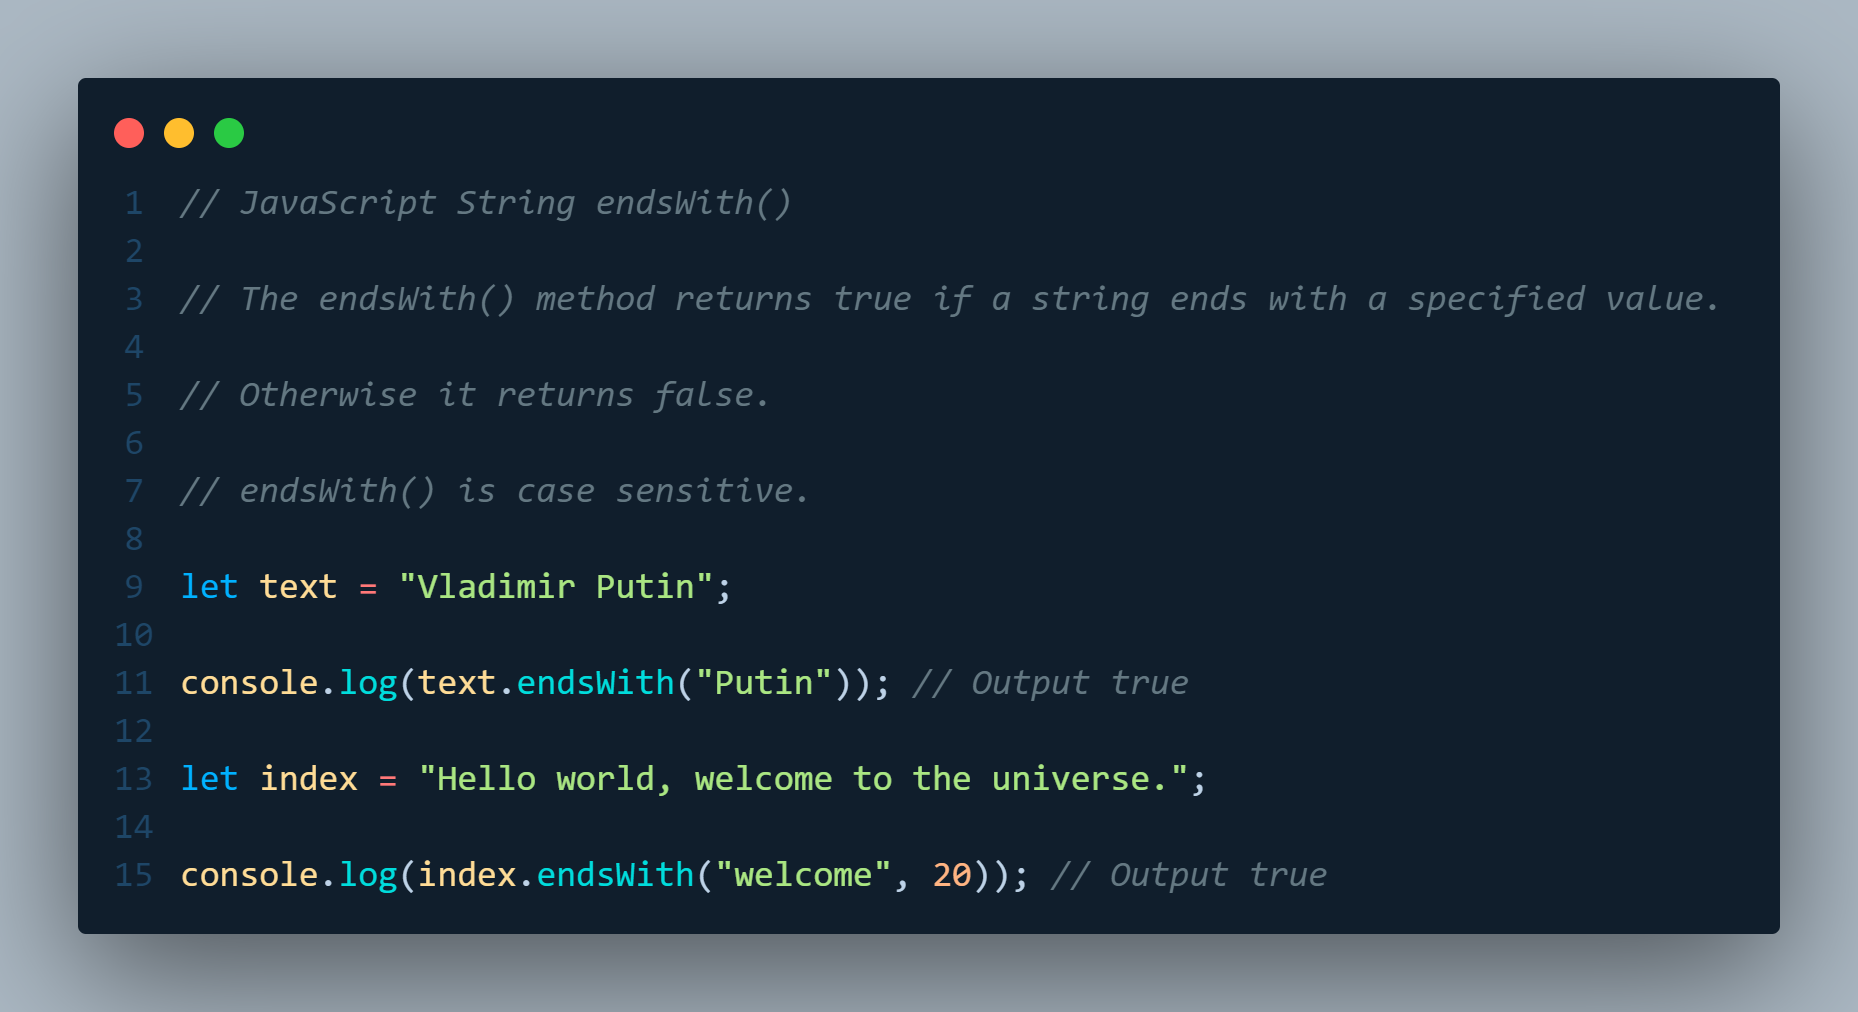 1 // JavaScript String endsWith()
2
3 // The endsWith() method returns true if a string ends with a specified value.
4
5 // Otherwise it returns false.
6
7 // endsWith() is case sensitive.
8
9 let text = "Vladimir Putin";
10
11 console.log(text.endsWith("Putin")); // Output true
12
13 let index = "Hello world, welcome to the universe.";
14
15 console.log(index.endsWith("welcome", 20)); // Output true